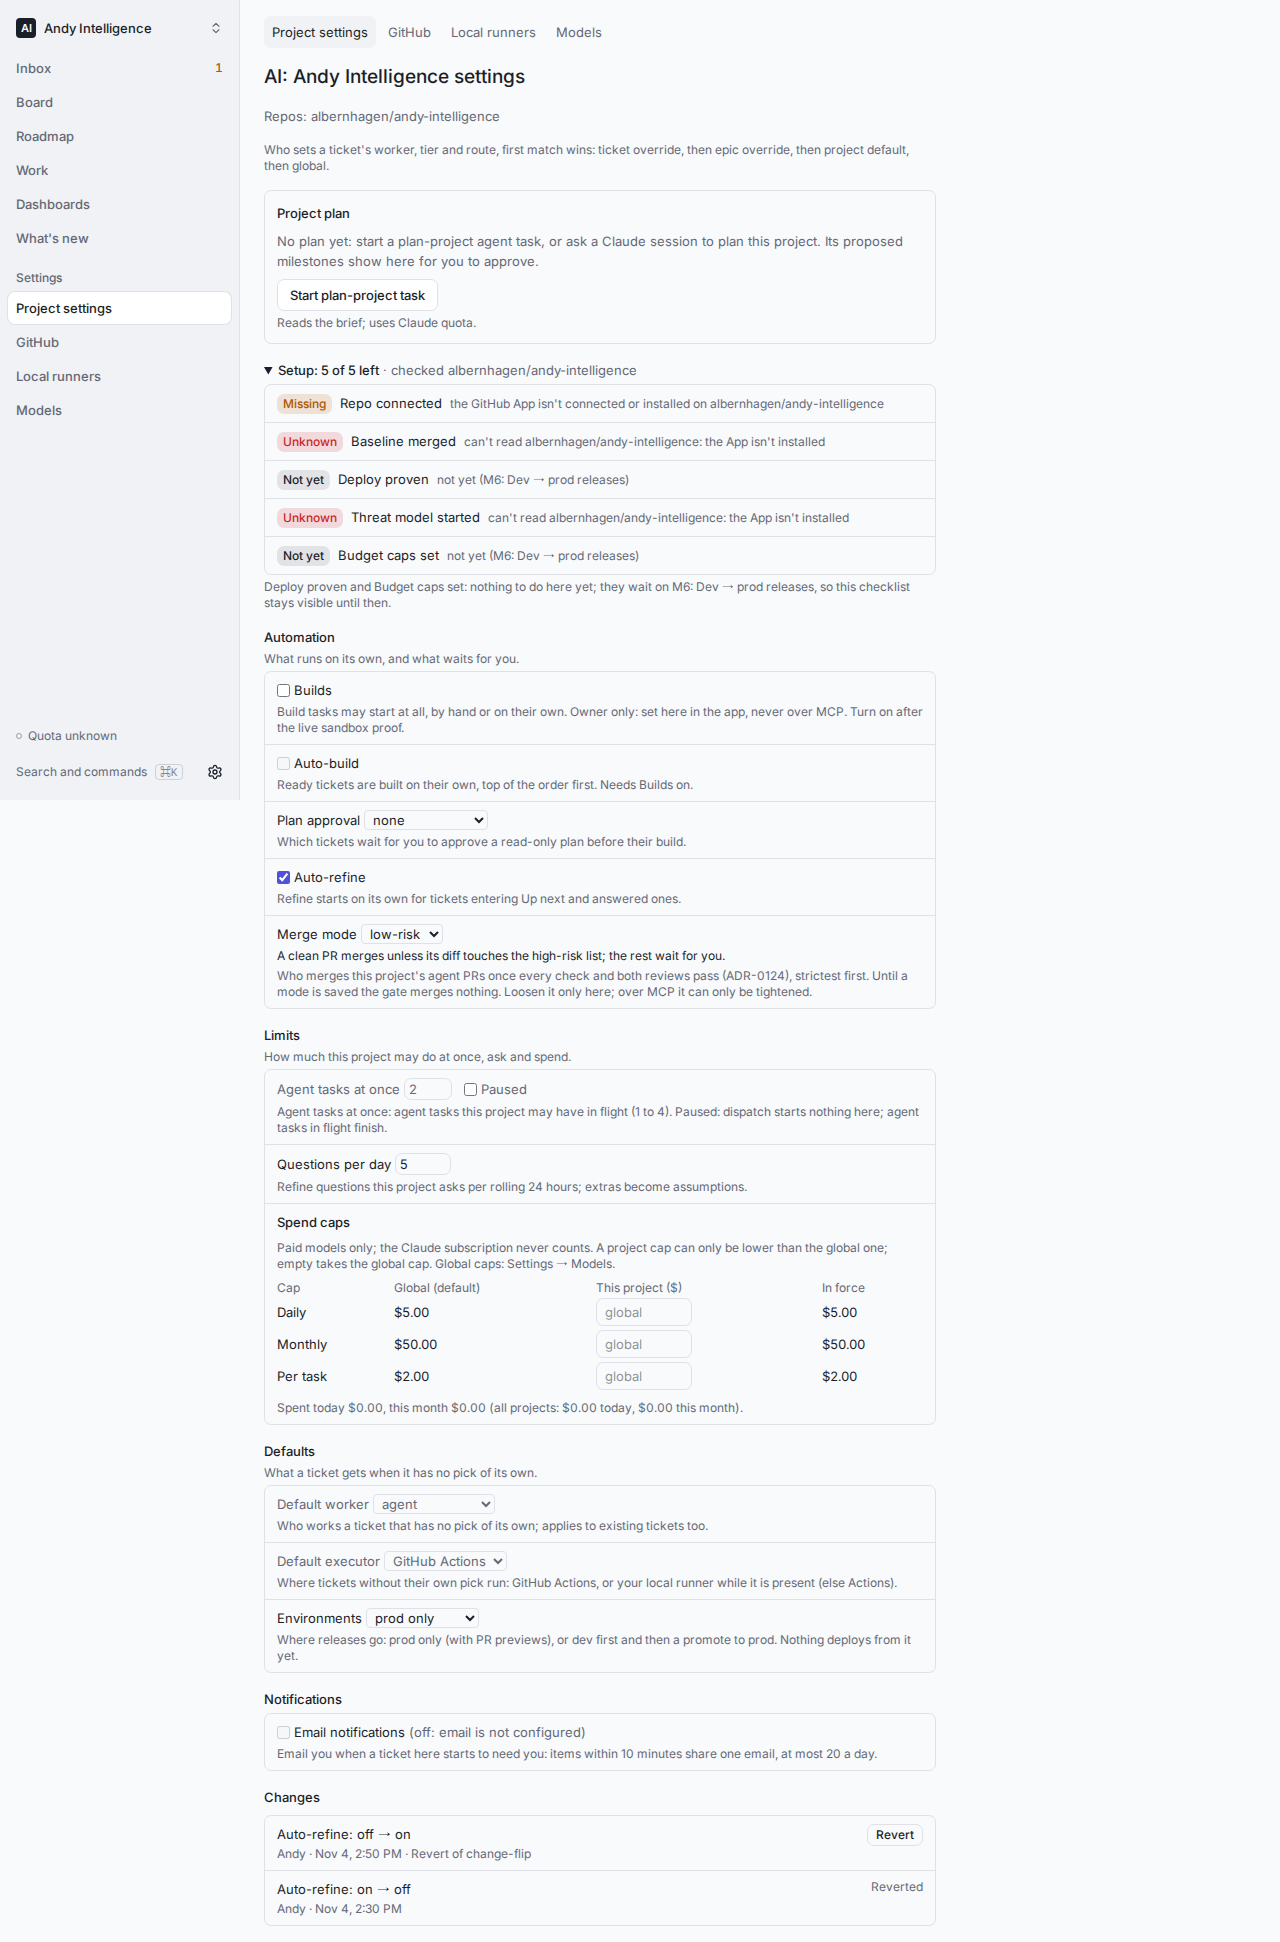 AI Andy Intelligence
Inbox 1
Board
Roadmap
Work
Dashboards
What's new
Settings
Project settings
GitHub
Local runners
Models
Quota unknown
Search and commands ⌘K
Project settings GitHub Local runners Models
AI: Andy Intelligence settings
Repos: albernhagen/andy-intelligence
Who sets a ticket's worker, tier and route, first match wins: ticket override, then epic override, then project default,
then global.
Project plan
No plan yet: start a plan-project agent task, or ask a Claude session to plan this project. Its proposed
milestones show here for you to approve.
Start plan-project task
Reads the brief; uses Claude quota.
▼ Setup: 5 of 5 left · checked albernhagen/andy-intelligence
Missing Repo connected the GitHub App isn't connected or installed on albernhagen/andy-intelligence
Unknown Baseline merged can't read albernhagen/andy-intelligence: the App isn't installed
Not yet Deploy proven not yet (M6: Dev → prod releases)
Unknown Threat model started can't read albernhagen/andy-intelligence: the App isn't installed
Not yet Budget caps set not yet (M6: Dev → prod releases)
Deploy proven and Budget caps set: nothing to do here yet; they wait on M6: Dev → prod releases, so this checklist
stays visible until then.
Automation
What runs on its own, and what waits for you.
Builds
Build tasks may start at all, by hand or on their own. Owner only: set here in the app, never over MCP. Turn on after
the live sandbox proof.
Auto-build
Ready tickets are built on their own, top of the order first. Needs Builds on.
Plan approval none
Which tickets wait for you to approve a read-only plan before their build.
Auto-refine
Refine starts on its own for tickets entering Up next and answered ones.
Merge mode low-risk
A clean PR merges unless its diff touches the high-risk list; the rest wait for you.
Who merges this project's agent PRs once every check and both reviews pass (ADR-0124), strictest first. Until a
mode is saved the gate merges nothing. Loosen it only here; over MCP it can only be tightened.
Limits
How much this project may do at once, ask and spend.
Agent tasks at once 2 Paused
Agent tasks at once: agent tasks this project may have in flight (1 to 4). Paused: dispatch starts nothing here; agent
tasks in flight finish.
Questions per day 5
Refine questions this project asks per rolling 24 hours; extras become assumptions.
Spend caps
Paid models only; the Claude subscription never counts. A project cap can only be lower than the global one;
empty takes the global cap. Global caps: Settings → Models.
Cap Global (default) This project ($) In force
Daily $5.00 global $5.00
Monthly $50.00 global $50.00
Per task $2.00 global $2.00
Spent today $0.00, this month $0.00 (all projects: $0.00 today, $0.00 this month).
Defaults
What a ticket gets when it has no pick of its own.
Default worker agent
Who works a ticket that has no pick of its own; applies to existing tickets too.
Default executor GitHub Actions
Where tickets without their own pick run: GitHub Actions, or your local runner while it is present (else Actions).
Environments prod only
Where releases go: prod only (with PR previews), or dev first and then a promote to prod. Nothing deploys from it
yet.
Notifications
Email notifications (off: email is not configured)
Email you when a ticket here starts to need you: items within 10 minutes share one email, at most 20 a day.
Changes
Auto-refine: off → on Revert
Andy · Nov 4, 2:50 PM · Revert of change-flip
Auto-refine: on → off Reverted
Andy · Nov 4, 2:30 PM